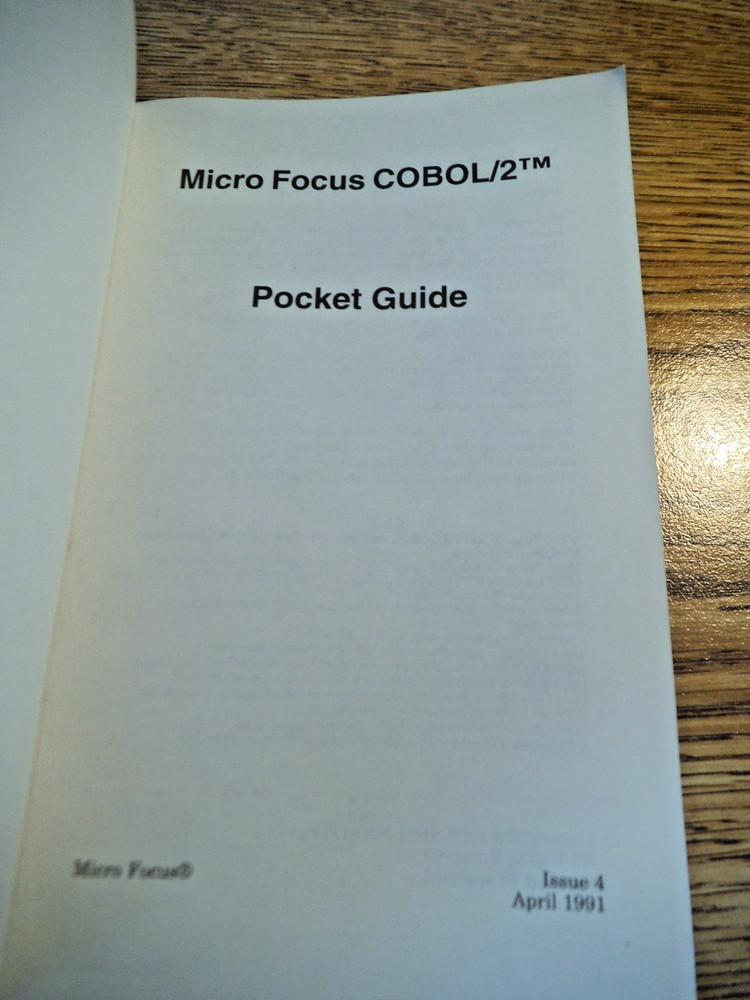 Micro Focus COBOL/2™
Pocket Guide
Micro Focus®
Issue 4
April 1991